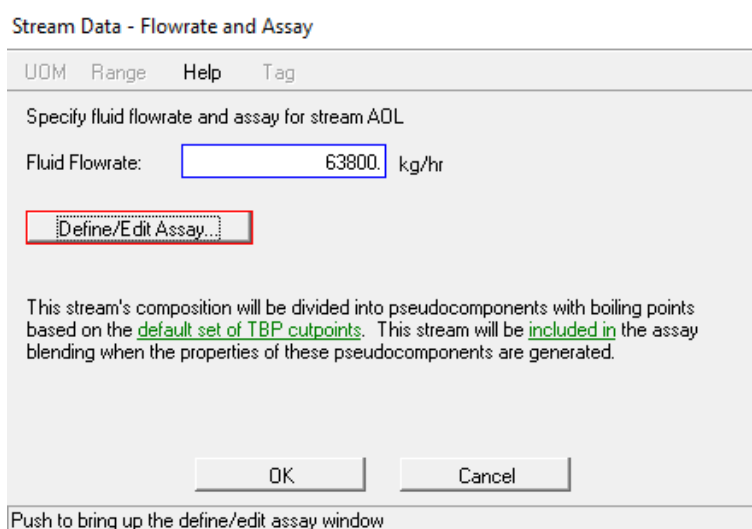 Stream Data - Flowrate and Assay
UOM Range Help Tag
Specify fluid flowrate and assay for stream AOL
Fluid Flowrate: 63800. kg/hr
Define/Edit Assay...
This stream's composition will be divided into pseudocomponents with boiling points
based on the default set of TBP cutpoints. This stream will be included in the assay
blending when the properties of these pseudocomponents are generated.
OK Cancel
Push to bring up the define/edit assay window